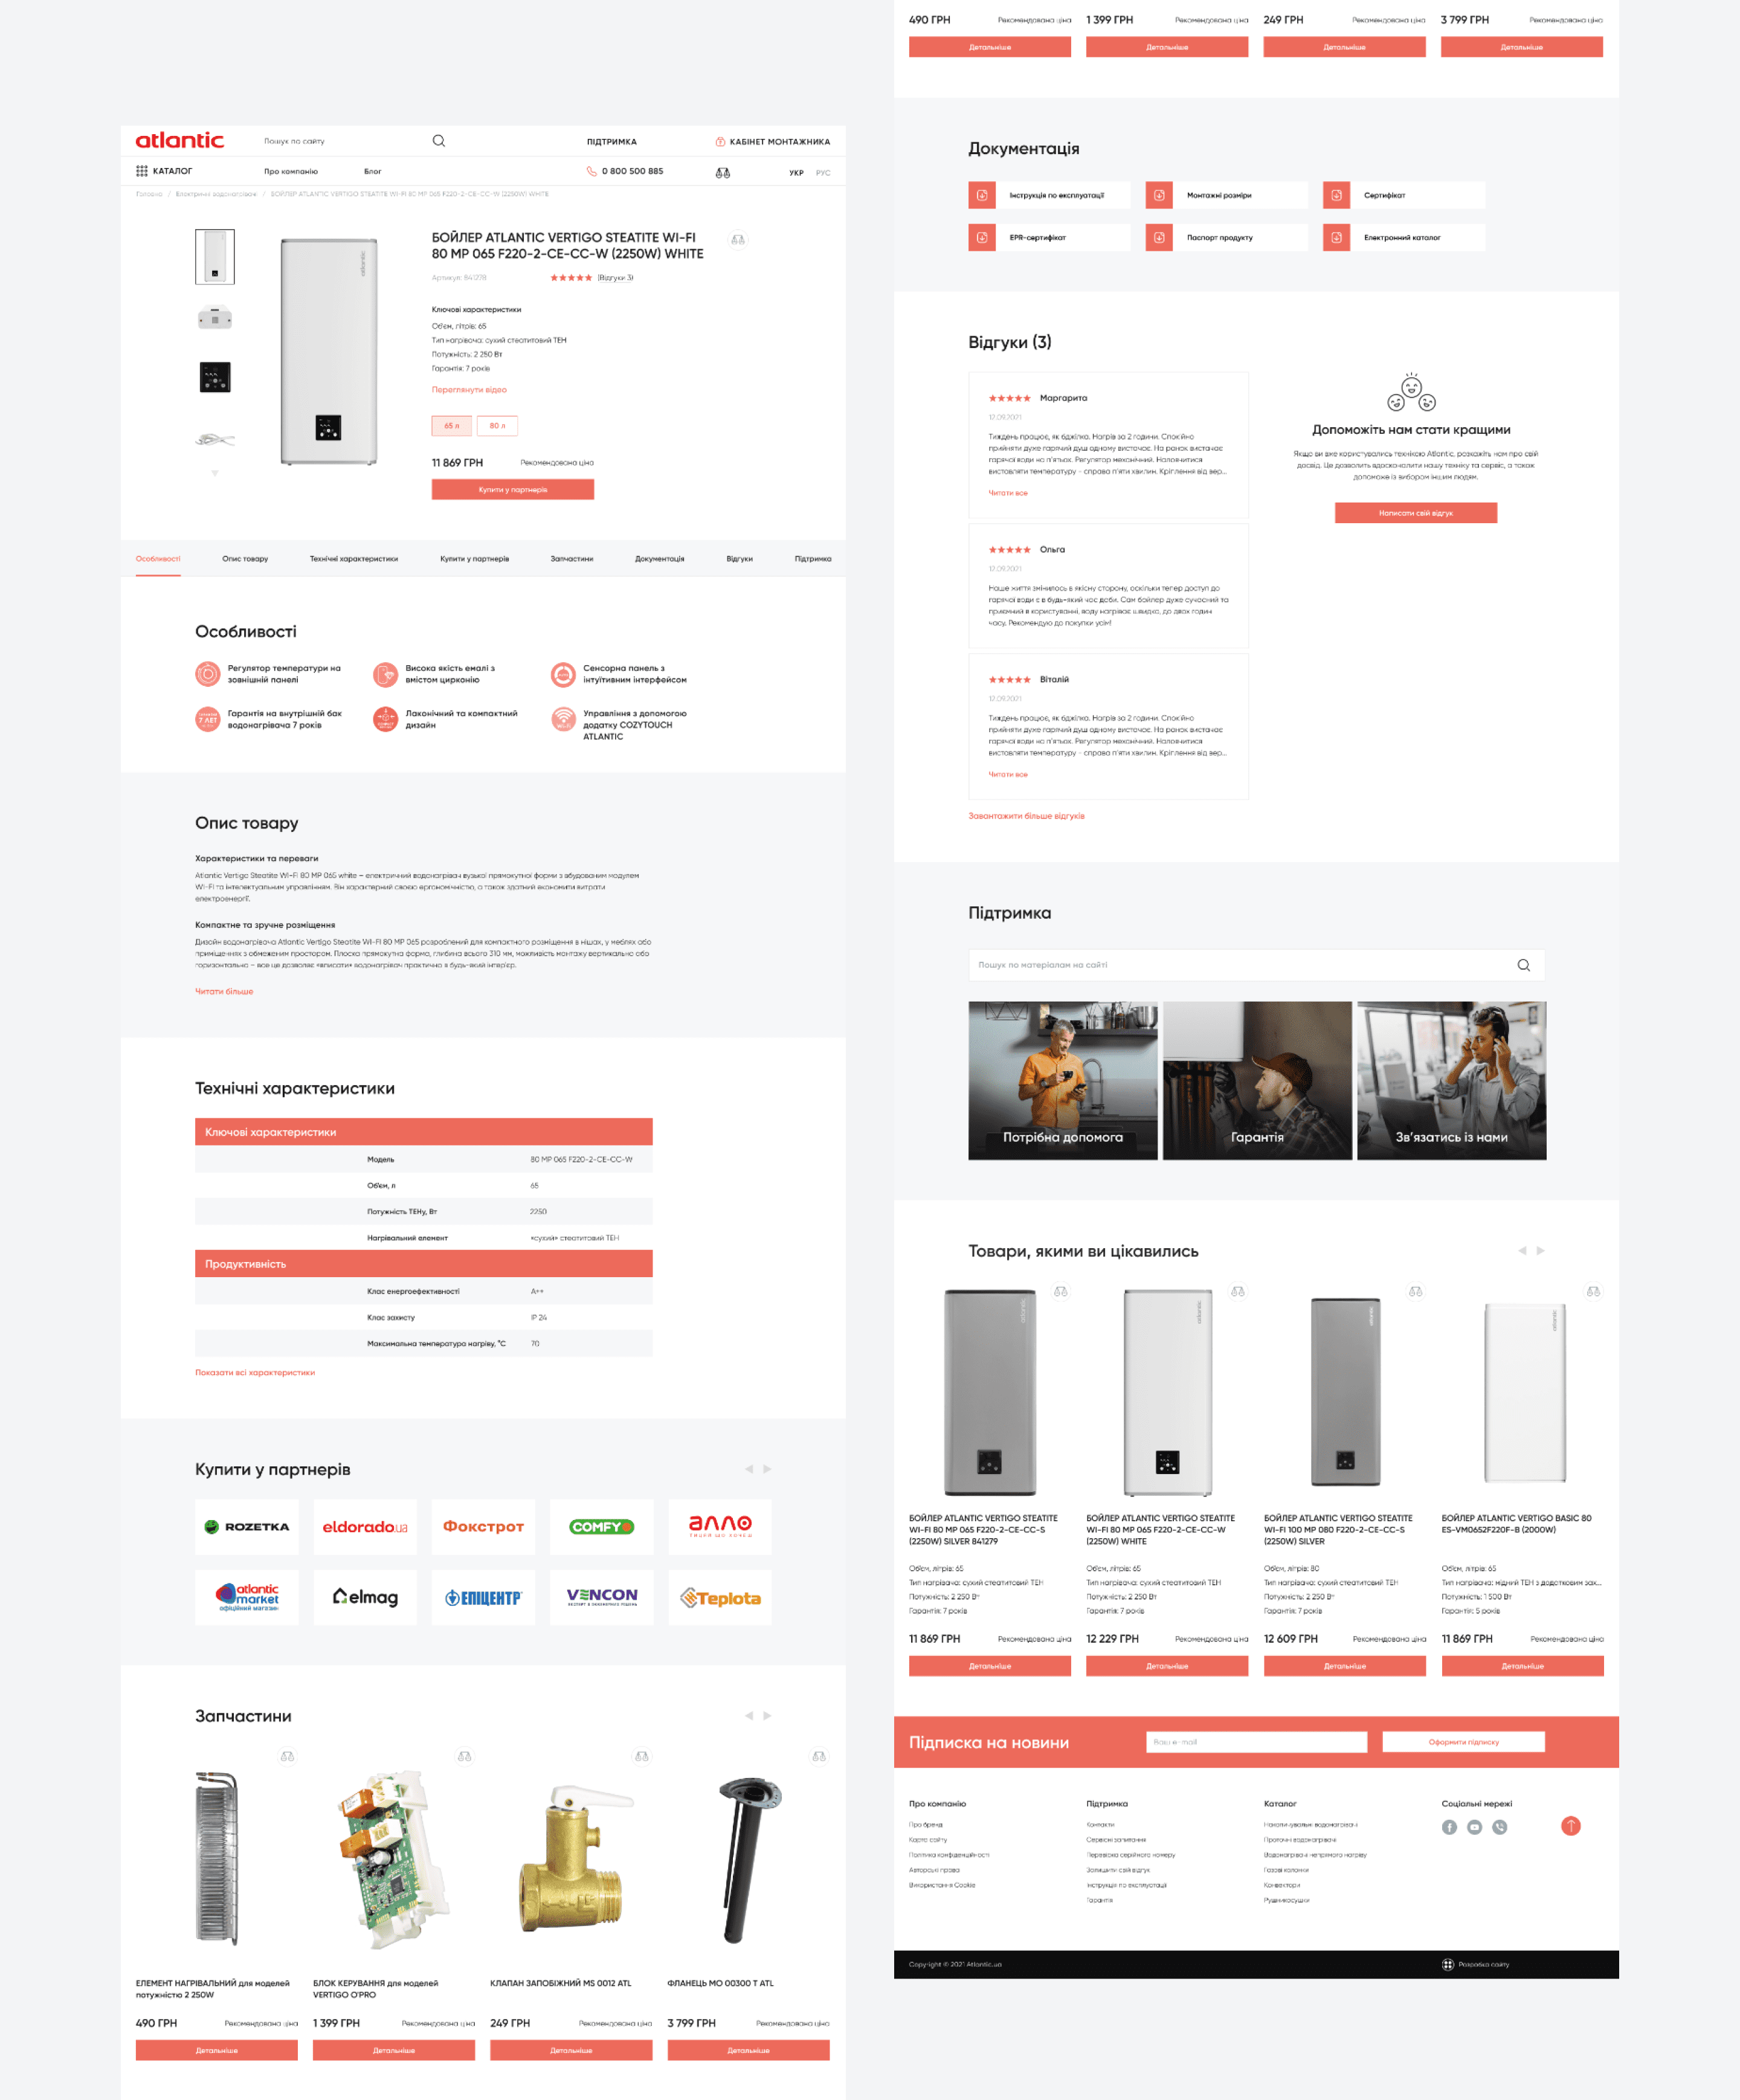 atlantic
Пошук по сайту
ПІДТРИМКА
КАБІНЕТ МОНТАЖНИКА
КАТАЛОГ
Про компанію
Блог
0 800 500 885
УКР РУС
Головна / Електричні водонагрівачі / БОЙЛЕР ATLANTIC VERTIGO STEATITE WI-FI 80 MP 065 F220-2-CE-CC-W (2250W) WHITE
БОЙЛЕР ATLANTIC VERTIGO STEATITE WI-FI
80 MP 065 F220-2-CE-CC-W (2250W) WHITE
Артикул: 841278
(Відгуки 3)
Ключові характеристики
Об'єм, літрів: 65
Тип нагрівача: сухий стеатитовий ТЕН
Потужність: 2 250 Вт
Гарантія: 7 років
Переглянути відео
65 л
80 л
11 869 ГРН
Рекомендована ціна
Купити у партнерів
Особливості
Опис товару
Технічні характеристики
Купити у партнерів
Запчастини
Документація
Відгуки
Підтримка
Особливості
Регулятор температури на
зовнішній панелі
Висока якість емалі з
вмістом цирконію
Сенсорна панель з
інтуїтивним інтерфейсом
7 ЛЕТ
Гарантія на внутрішній бак
водонагрівача 7 років
Лаконічний та компактний
дизайн
Управління з допомогою
додатку COZYTOUCH
ATLANTIC
Опис товару
Характеристики та переваги
Atlantic Vertigo Steatite WI-FI 80 MP 065 white – електричний водонагрівач вузької прямокутної форми з вбудованим модулем
WI-FI та інтелектуальним управлінням. Він характерний своєю ергономічністю, а також здатний економити витрати
електроенергії.
Компактне та зручне розміщення
Дизайн водонагрівача Atlantic Vertigo Steatite WI-FI 80 MP 065 розроблений для компактного розміщення в нішах, у меблях або
приміщеннях з обмеженим простором. Плоска прямокутна форма, глибина всього 310 мм, можливість монтажу вертикально або
горизонтально – все це дозволяє «вписати» водонагрівач практично в будь-який інтер'єр.
Читати більше
Технічні характеристики
Ключові характеристики
Модель
80 MP 065 F220-2-CE-CC-W
Об'єм, л
65
Потужність ТЕНу, Вт
2250
Нагрівальний елемент
«сухий» стеатитовий ТЕН
Продуктивність
Клас енергоефективності
A++
Клас захисту
IP 24
Максимальна температура нагріву, °C
70
Показати всі характеристики
Купити у партнерів
ROZETKA
eldorado.ua
Фокстрот
COMFY
АЛЛО
atlantic
market
офіційний магазин
elmag
ЕПІЦЕНТР
VENCON
Teplota
Запчастини
ЕЛЕМЕНТ НАГРІВАЛЬНИЙ для моделей
потужністю 2 250W
БЛОК КЕРУВАННЯ для моделей
VERTIGO O'PRO
КЛАПАН ЗАПОБІЖНИЙ MS 0012 ATL
ФЛАНЕЦЬ MO 00300 T ATL
490 ГРН Рекомендована ціна
1 399 ГРН Рекомендована ціна
249 ГРН Рекомендована ціна
3 799 ГРН Рекомендована ціна
Детальніше
Детальніше
Детальніше
Детальніше
490 ГРН Рекомендована ціна
1 399 ГРН Рекомендована ціна
249 ГРН Рекомендована ціна
3 799 ГРН Рекомендована ціна
Детальніше
Детальніше
Детальніше
Детальніше
Документація
Інструкція по експлуатації
Монтажні розміри
Сертифікат
EPR-сертифікат
Паспорт продукту
Електронний каталог
Відгуки (3)
Маргарита
12.09.2021
Тиждень працює, як бджілка. Нагрів за 2 години. Спокійно
прийняти дуже гарячий душ одному вистачає. На ранок вистачає
гарячої води на п'ятьох. Регулятор механічний. Наловчитися
виставляти температуру - справа п'яти хвилин. Кріплення від вер...
Читати все
Допоможіть нам стати кращими
Якщо ви вже користувались технікою Atlantic, розкажіть нам про свій
досвід. Це дозволить вдосконалити нашу техніку та сервіс, а також
допоможе із вибором іншим людям.
Написати свій відгук
Ольга
12.09.2021
Наше життя змінилось в якісну сторону, оскільки тепер доступ до
гарячої води є в будь-який час доби. Сам бойлер дуже сучасний та
приємний в користуванні, воду нагріває швидко, до двох годин
часу. Рекомендую до покупки усім!
Віталій
12.09.2021
Тиждень працює, як бджілка. Нагрів за 2 години. Спокійно
прийняти дуже гарячий душ одному вистачає. На ранок вистачає
гарячої води на п'ятьох. Регулятор механічний. Наловчитися
виставляти температуру - справа п'яти хвилин. Кріплення від вер...
Читати все
Завантажити більше відгуків
Підтримка
Пошук по матеріалам на сайті
Потрібна допомога
Гарантія
Зв'язатись із нами
Товари, якими ви цікавились
БОЙЛЕР ATLANTIC VERTIGO STEATITE
WI-FI 80 MP 065 F220-2-CE-CC-S
(2250W) SILVER 841279
БОЙЛЕР ATLANTIC VERTIGO STEATITE
WI-FI 80 MP 065 F220-2-CE-CC-W
(2250W) WHITE
БОЙЛЕР ATLANTIC VERTIGO STEATITE
WI-FI 100 MP 080 F220-2-CE-CC-S
(2250W) SILVER
БОЙЛЕР ATLANTIC VERTIGO BASIC 80
ES-VM0652F220F-B (2000W)
Об'єм, літрів: 65
Тип нагрівача: сухий стеатитовий ТЕН
Потужність: 2 250 Вт
Гарантія: 7 років
Об'єм, літрів: 65
Тип нагрівача: сухий стеатитовий ТЕН
Потужність: 2 250 Вт
Гарантія: 7 років
Об'єм, літрів: 80
Тип нагрівача: сухий стеатитовий ТЕН
Потужність: 2 250 Вт
Гарантія: 7 років
Об'єм, літрів: 65
Тип нагрівача: мідний ТЕН з додатковим зах...
Потужність: 1 500 Вт
Гарантія: 5 років
11 869 ГРН Рекомендована ціна
12 229 ГРН Рекомендована ціна
12 609 ГРН Рекомендована ціна
11 869 ГРН Рекомендована ціна
Детальніше
Детальніше
Детальніше
Детальніше
Підписка на новини
Ваш e-mail
Оформити підписку
Про компанію
Про бренд
Карта сайту
Політика конфіденційності
Авторські права
Використання Cookie
Підтримка
Контакти
Сервісні запитання
Перевірка серійного номеру
Залишити свій відгук
Інструкція по експлуатації
Гарантія
Каталог
Накопичувальні водонагрівачі
Проточні водонагрівачі
Водонагрівачі непрямого нагріву
Газові колонки
Конвектори
Рушникосушки
Соціальні мережі
Copyright © 2021 Atlantic.ua
Розробка сайту